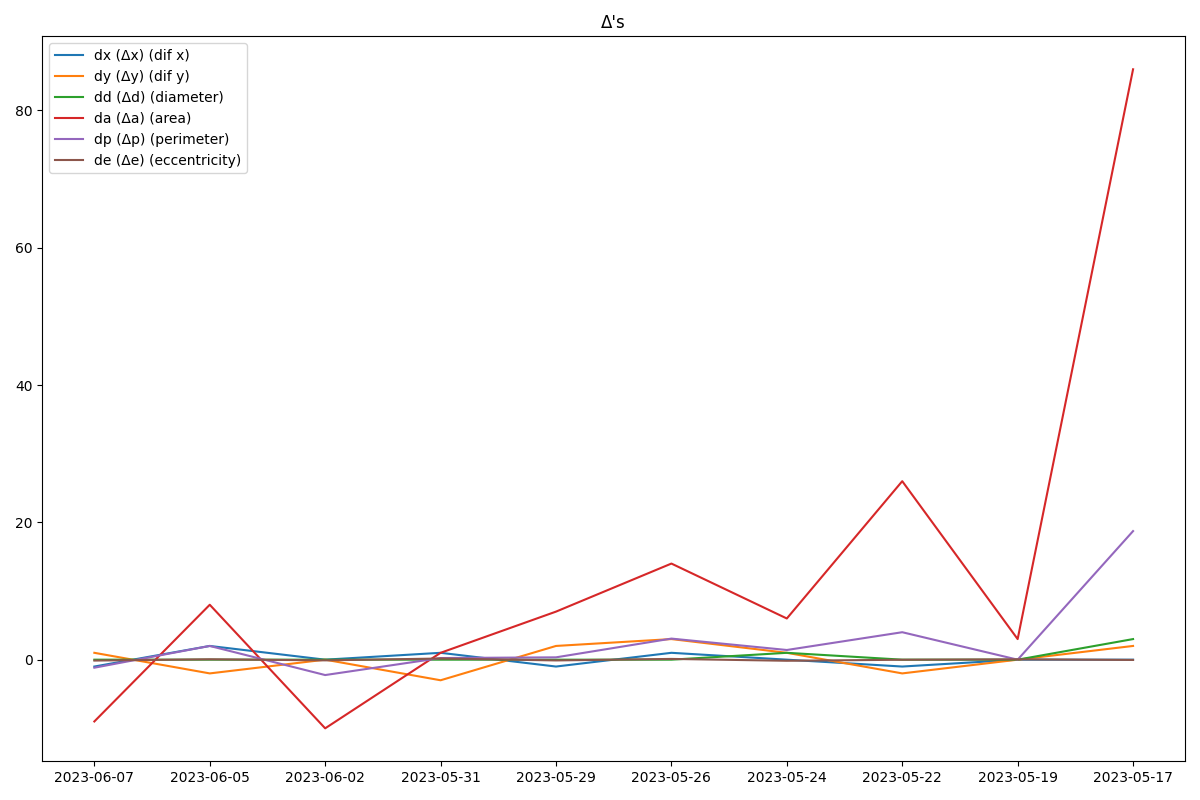 Δ's
dx (Δx) (dif x)
dy (Δy) (dif y)
dd (Δd) (diameter)
da (Δa) (area)
dp (Δp) (perimeter)
de (Δe) (eccentricity)
80
60
40
20
0
2023-06-07 2023-06-05 2023-06-02 2023-05-31 2023-05-29 2023-05-26 2023-05-24 2023-05-22 2023-05-19 2023-05-17